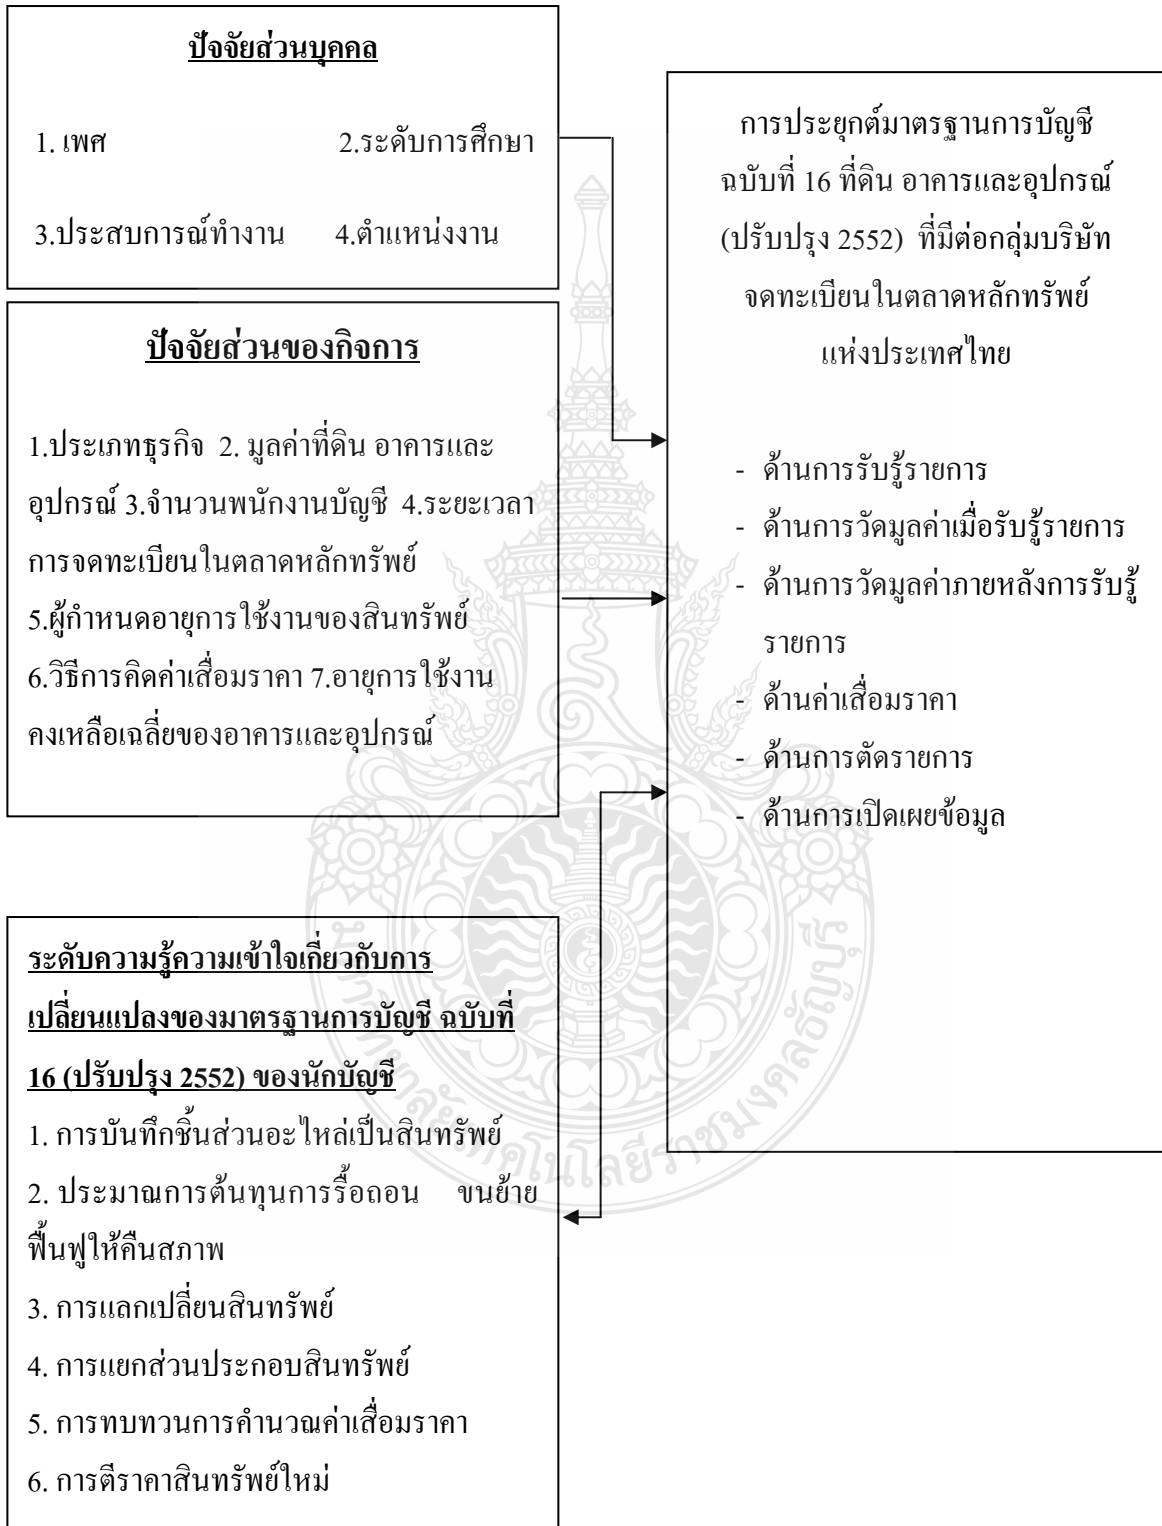 ปัจจัยส่วนบุคคล
1. เพศ 2.ระดับการศึกษา
3.ประสบการณ์ทำงาน 4.ตำแหน่งงาน
ปัจจัยส่วนของกิจการ
1.ประเภทธุรกิจ 2. มูลค่าที่ดิน อาคารและ
อุปกรณ์ 3.จำนวนพนักงานบัญชี 4.ระยะเวลา
การจดทะเบียนในตลาดหลักทรัพย์
5.ผู้กำหนดอายุการใช้งานของสินทรัพย์
6.วิธีการคิดค่าเสื่อมราคา 7.อายุการใช้งาน
คงเหลือเฉลี่ยของอาคารและอุปกรณ์
ระดับความรู้ความเข้าใจเกี่ยวกับการ
เปลี่ยนแปลงของมาตรฐานการบัญชี ฉบับที่
16 (ปรับปรุง 2552) ของนักบัญชี
1. การบันทึกชิ้นส่วนอะไหล่เป็นสินทรัพย์
2. ประมาณการต้นทุนการรื้อถอน ขนย้าย
ฟื้นฟูให้คืนสภาพ
3. การแลกเปลี่ยนสินทรัพย์
4. การแยกส่วนประกอบสินทรัพย์
5. การทบทวนการคำนวณค่าเสื่อมราคา
6. การตีราคาสินทรัพย์ใหม่
การประยุกต์มาตรฐานการบัญชี
ฉบับที่ 16 ที่ดิน อาคารและอุปกรณ์
(ปรับปรุง 2552) ที่มีต่อกลุ่มบริษัท
จดทะเบียนในตลาดหลักทรัพย์
แห่งประเทศไทย
- ด้านการรับรู้รายการ
- ด้านการวัดมูลค่าเมื่อรับรู้รายการ
- ด้านการวัดมูลค่าภายหลังการรับรู้
รายการ
- ด้านค่าเสื่อมราคา
- ด้านการตัดรายการ
- ด้านการเปิดเผยข้อมูล
มหาวิทยาลัยเทคโนโลยีราชมงคลธัญบุรี